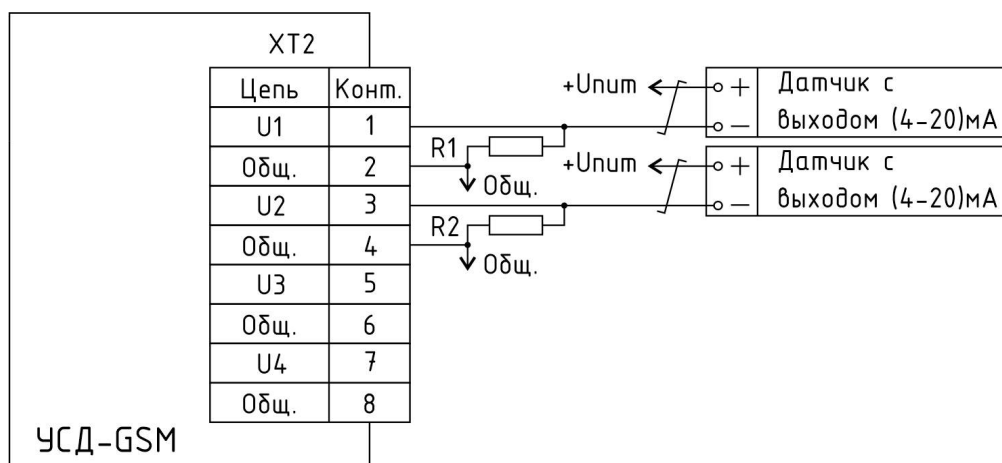 XT2
Цепь Конт.
U1 1
Общ. 2
U2 3
Общ. 4
U3 5
Общ. 6
U4 7
Общ. 8
УСД-GSM
+Uпит
+ Датчик с
- выходом (4-20)мА
R1
Общ.
+Uпит
+ Датчик с
- выходом (4-20)мА
R2
Общ.